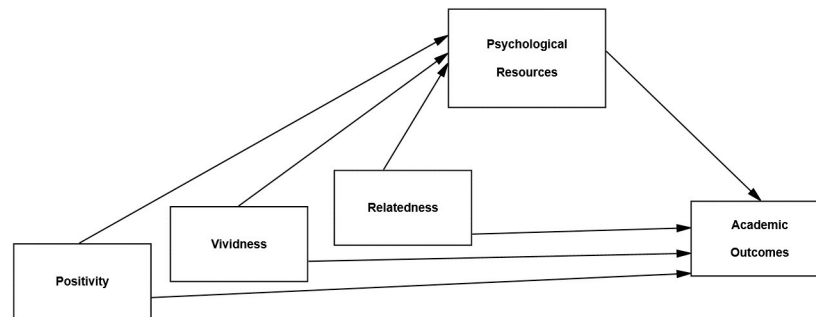 Psychological
Resources
Relatedness
Academic
Outcomes
Vividness
Positivity